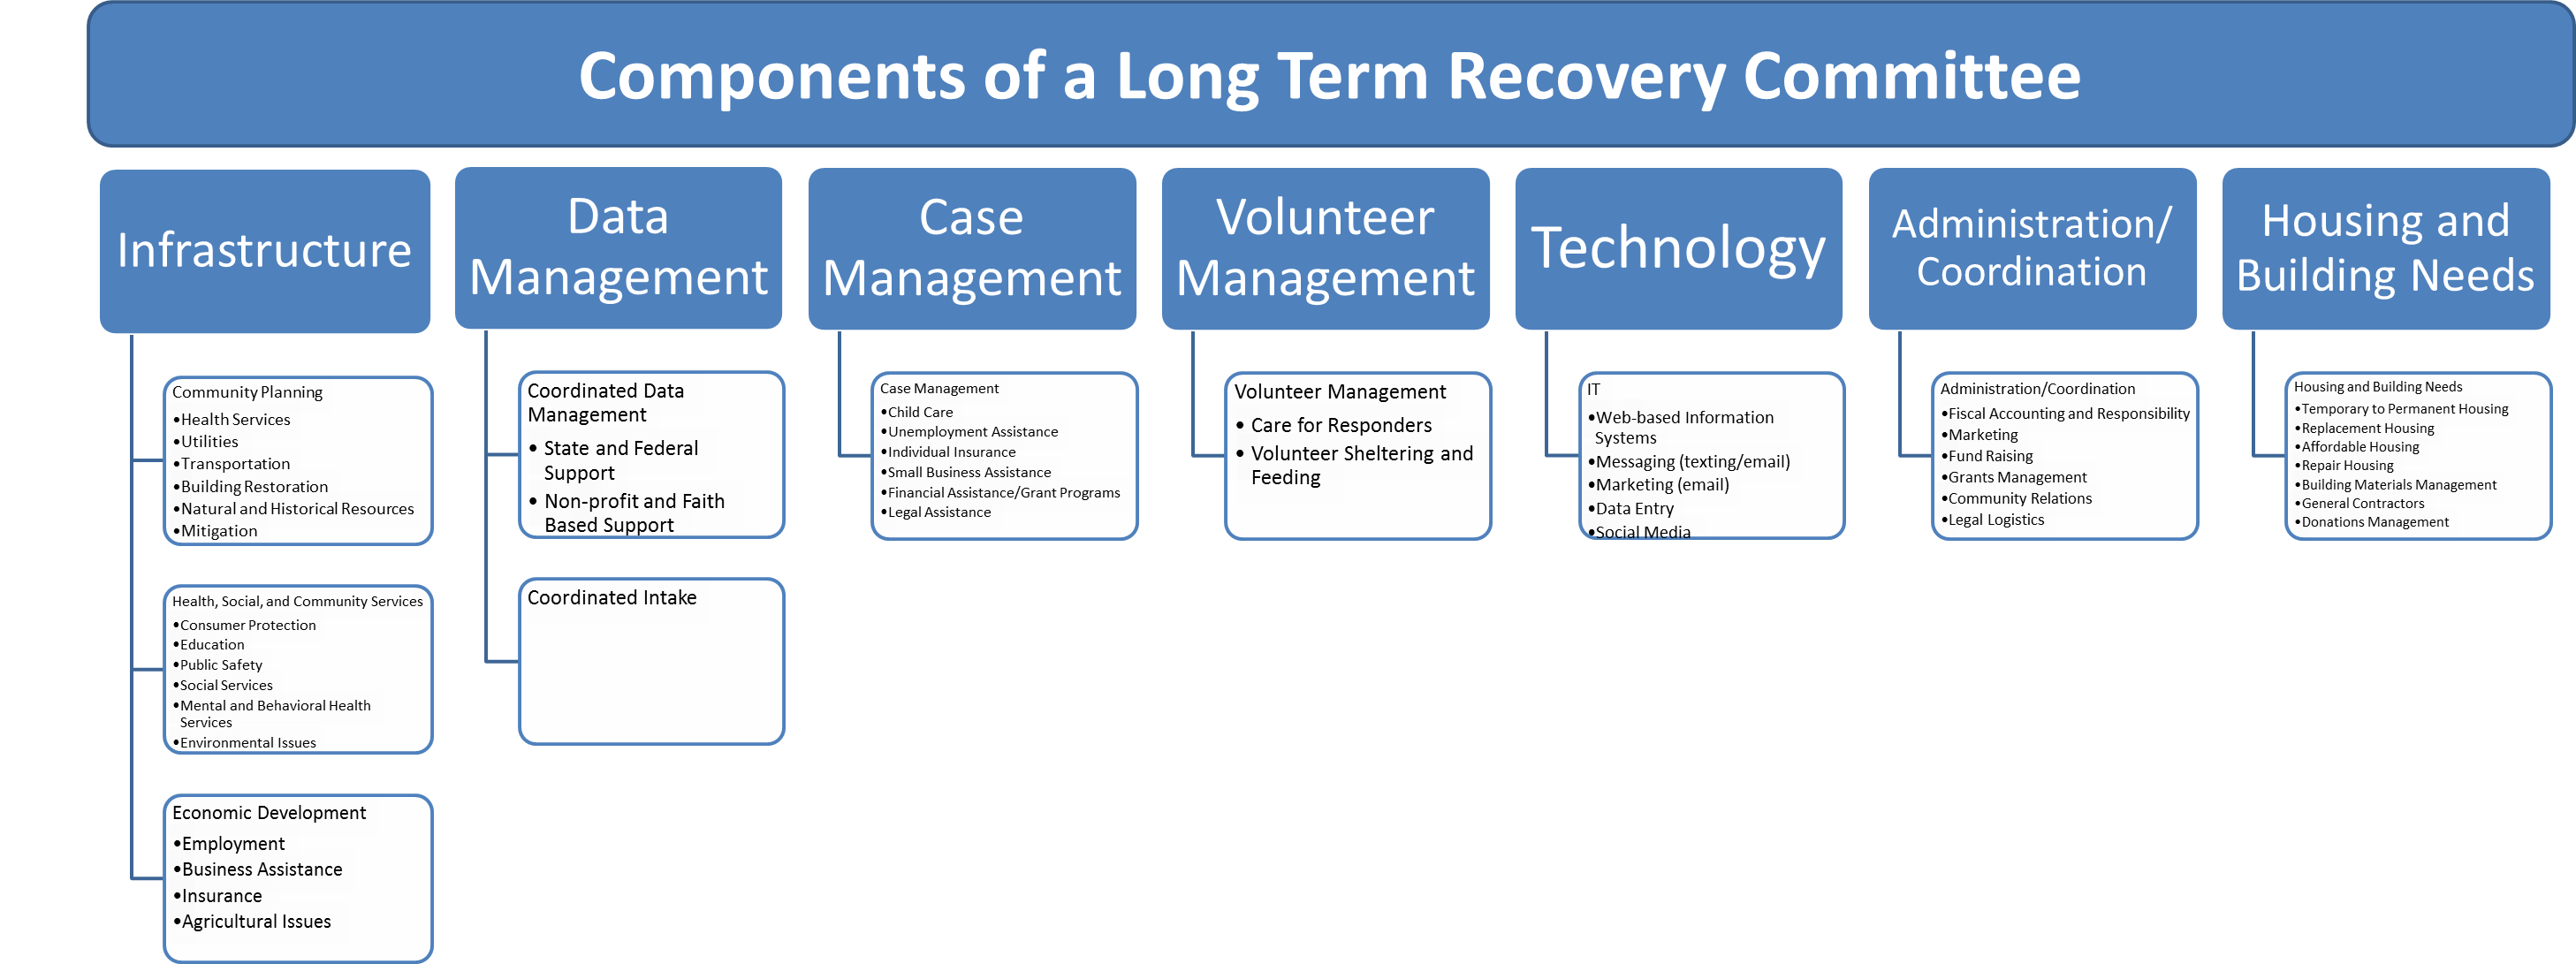 Components of a Long Term Recovery Committee
Infrastructure
Community Planning
•Health Services
•Utilities
•Transportation
•Building Restoration
•Natural and Historical Resources
•Mitigation
Health, Social, and Community Services
•Consumer Protection
•Education
•Public Safety
•Social Services
•Mental and Behavioral Health
Services
•Environmental Issues
Economic Development
•Employment
•Business Assistance
•Insurance
•Agricultural Issues
Data
Management
Coordinated Data
Management
• State and Federal
Support
• Non-profit and Faith
Based Support
Coordinated Intake
Case
Management
Case Management
•Child Care
•Unemployment Assistance
•Individual Insurance
•Small Business Assistance
•Financial Assistance/Grant Programs
•Legal Assistance
Volunteer
Management
Volunteer Management
• Care for Responders
• Volunteer Sheltering and
Feeding
Technology
IT
•Web-based Information
Systems
•Messaging (texting/email)
•Marketing (email)
•Data Entry
•Social Media
Administration/
Coordination
Administration/Coordination
•Fiscal Accounting and Responsibility
•Marketing
•Fund Raising
•Grants Management
•Community Relations
•Legal Logistics
Housing and
Building Needs
Housing and Building Needs
•Temporary to Permanent Housing
•Replacement Housing
•Affordable Housing
•Repair Housing
•Building Materials Management
•General Contractors
•Donations Management